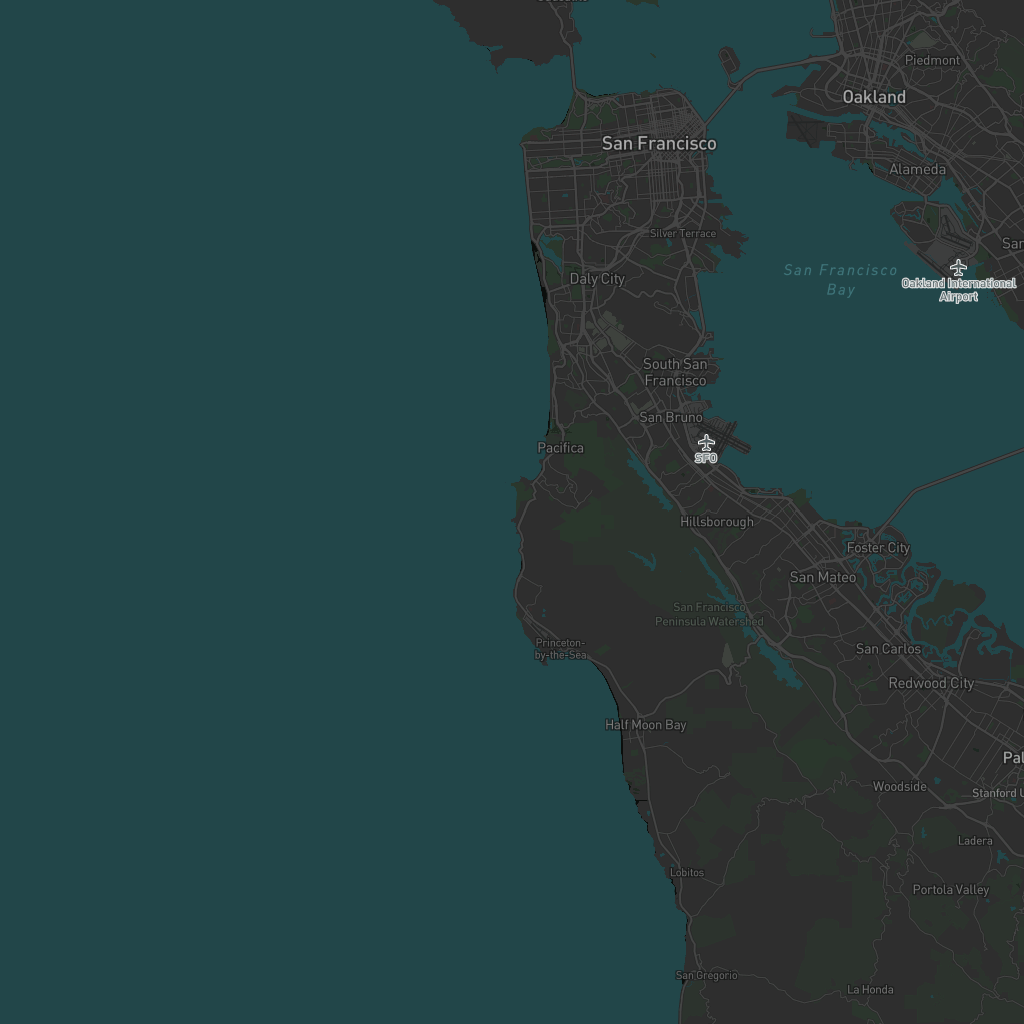 Piedmont
Oakland
San Francisco
Alameda
Silver Terrace
San Francisco
Bay
Daly City
Oakland International
Airport
South San
Francisco
San Bruno
Pacifica
SFO
Hillsborough
Foster City
San Mateo
San Francisco
Peninsula Watershed
Princeton-
by-the-Sea
San Carlos
Redwood City
Half Moon Bay
Woodside
Stanford U
Ladera
Lobitos
Portola Valley
San Gregorio
La Honda